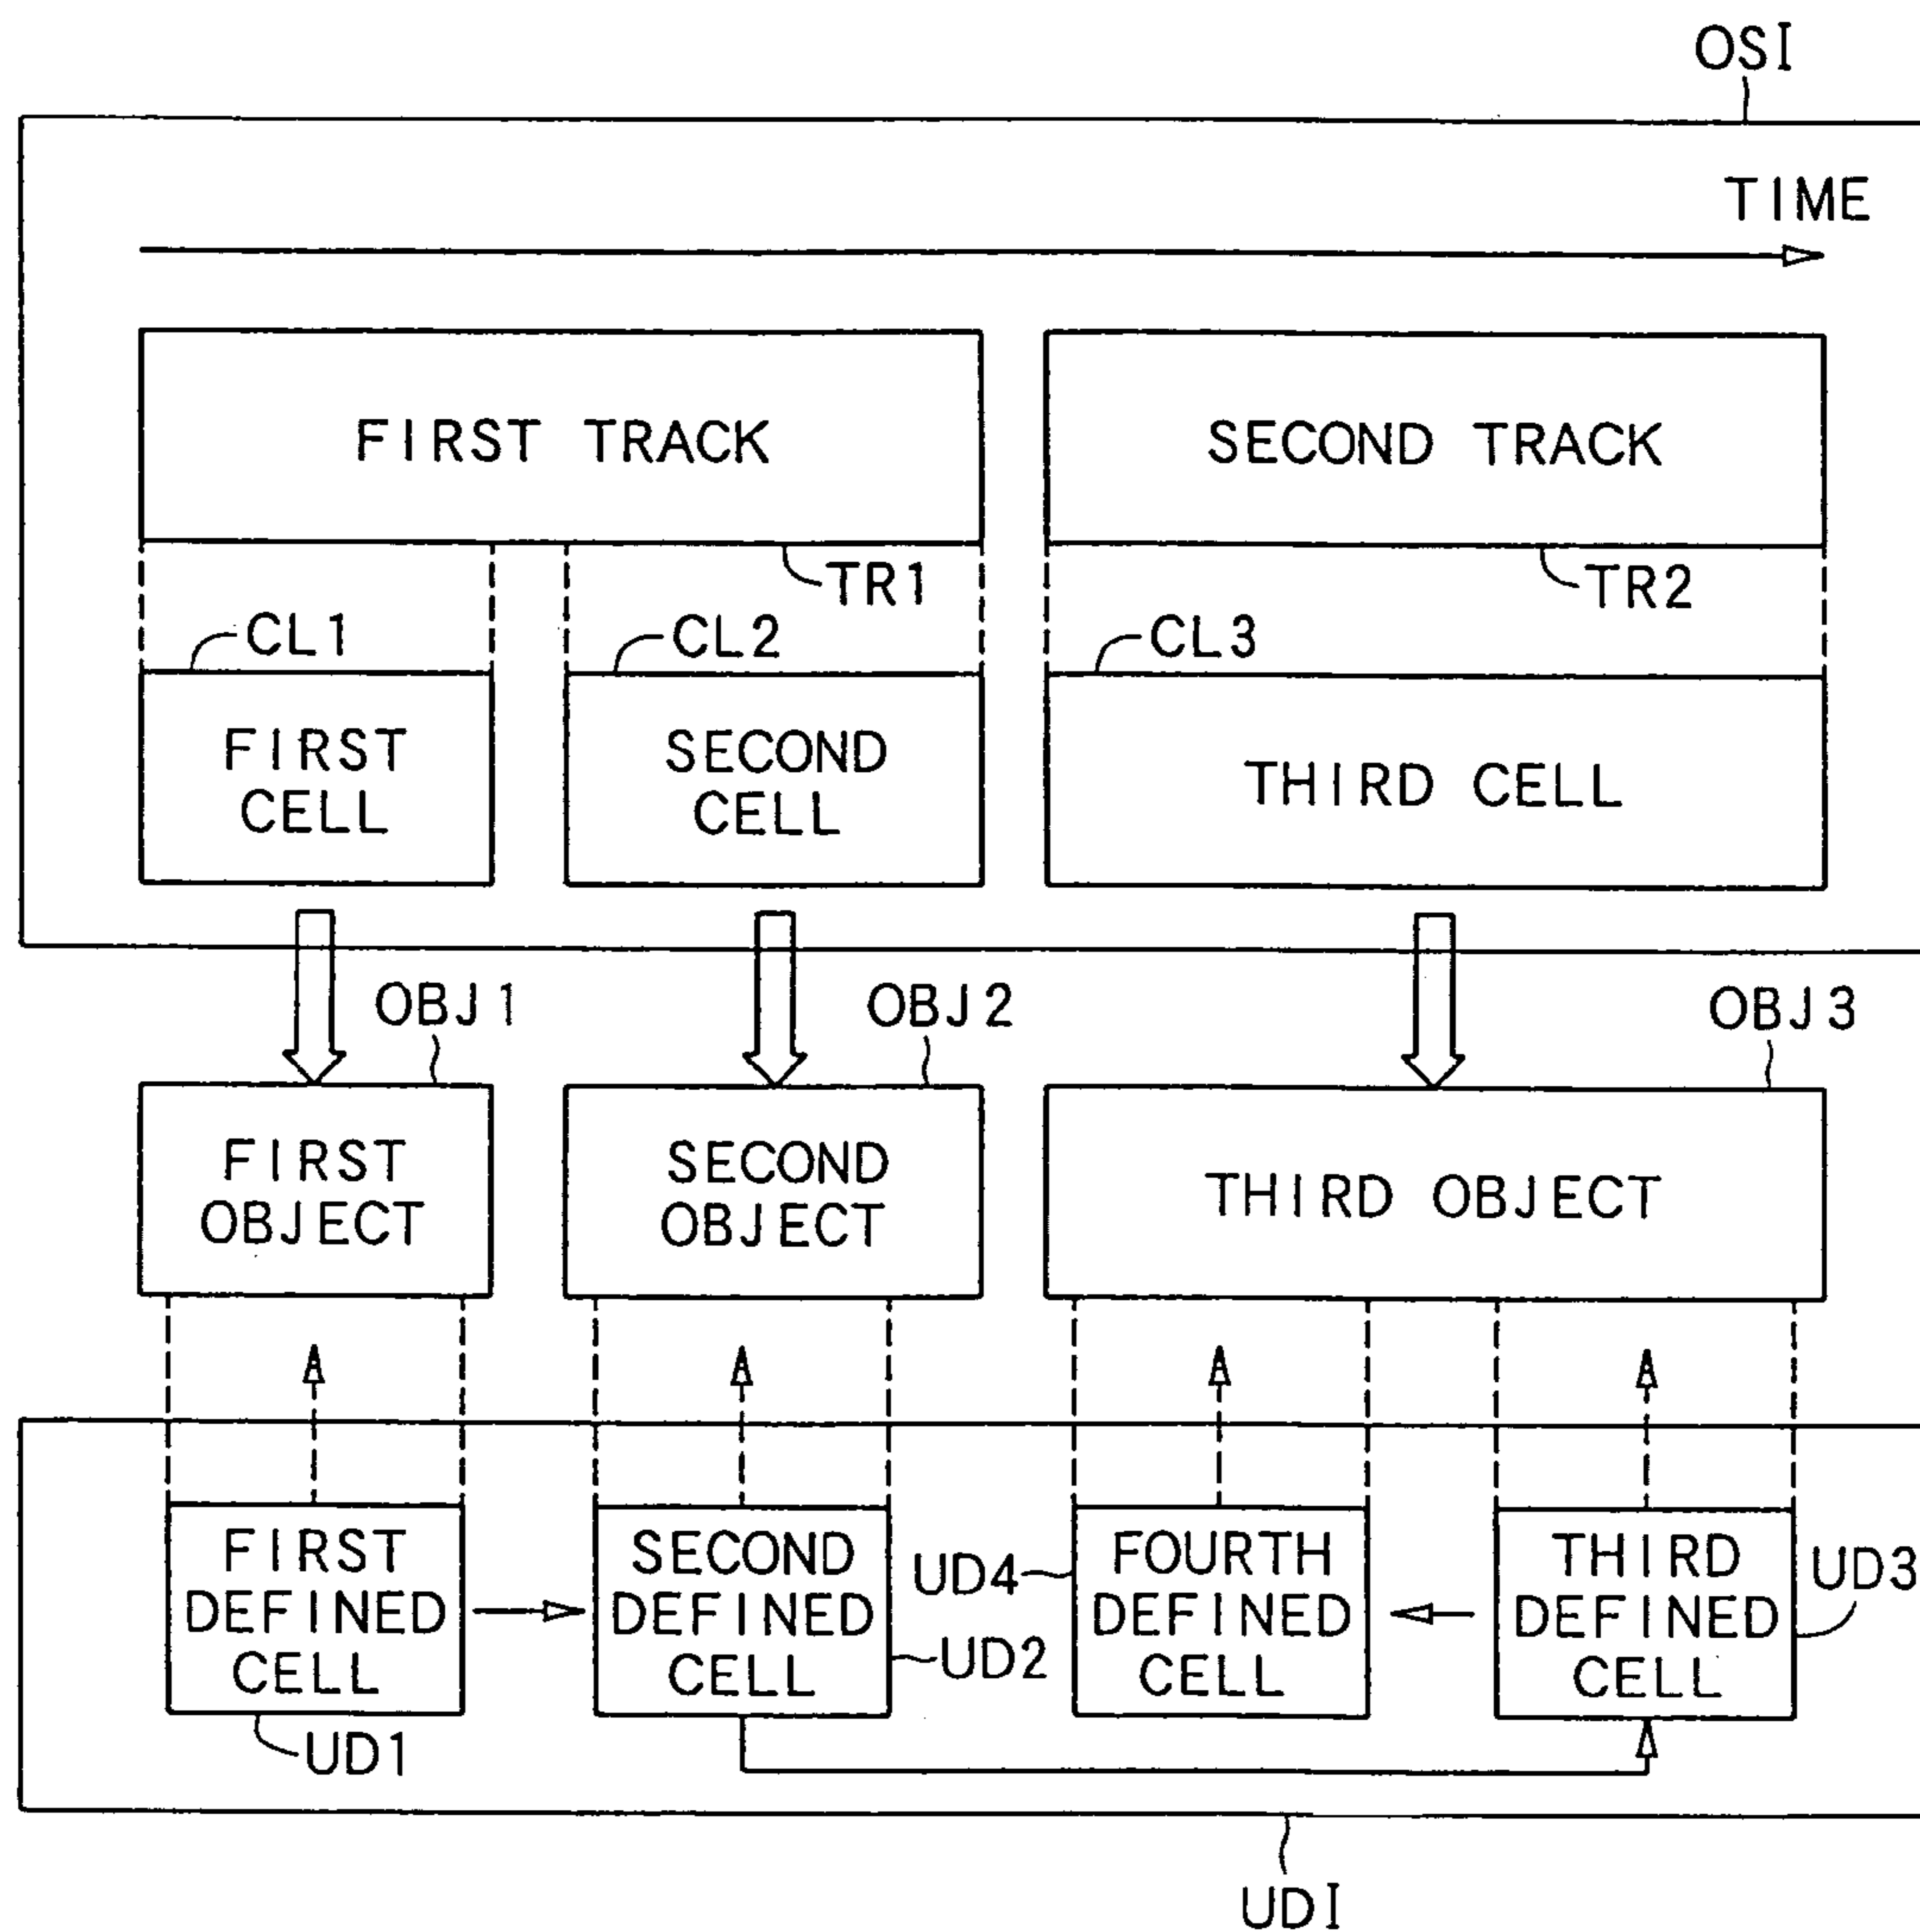 OSI
TIME
FIRST TRACK
SECOND TRACK
TR1
TR2
CL1
CL2
CL3
FIRST
CELL
SECOND
CELL
THIRD CELL
OBJ1
OBJ2
OBJ3
FIRST
OBJECT
SECOND
OBJECT
THIRD OBJECT
FIRST
DEFINED
CELL
SECOND
DEFINED
CELL
UD4
FOURTH
DEFINED
CELL
THIRD
DEFINED
CELL
UD3
UD2
UD1
UDI